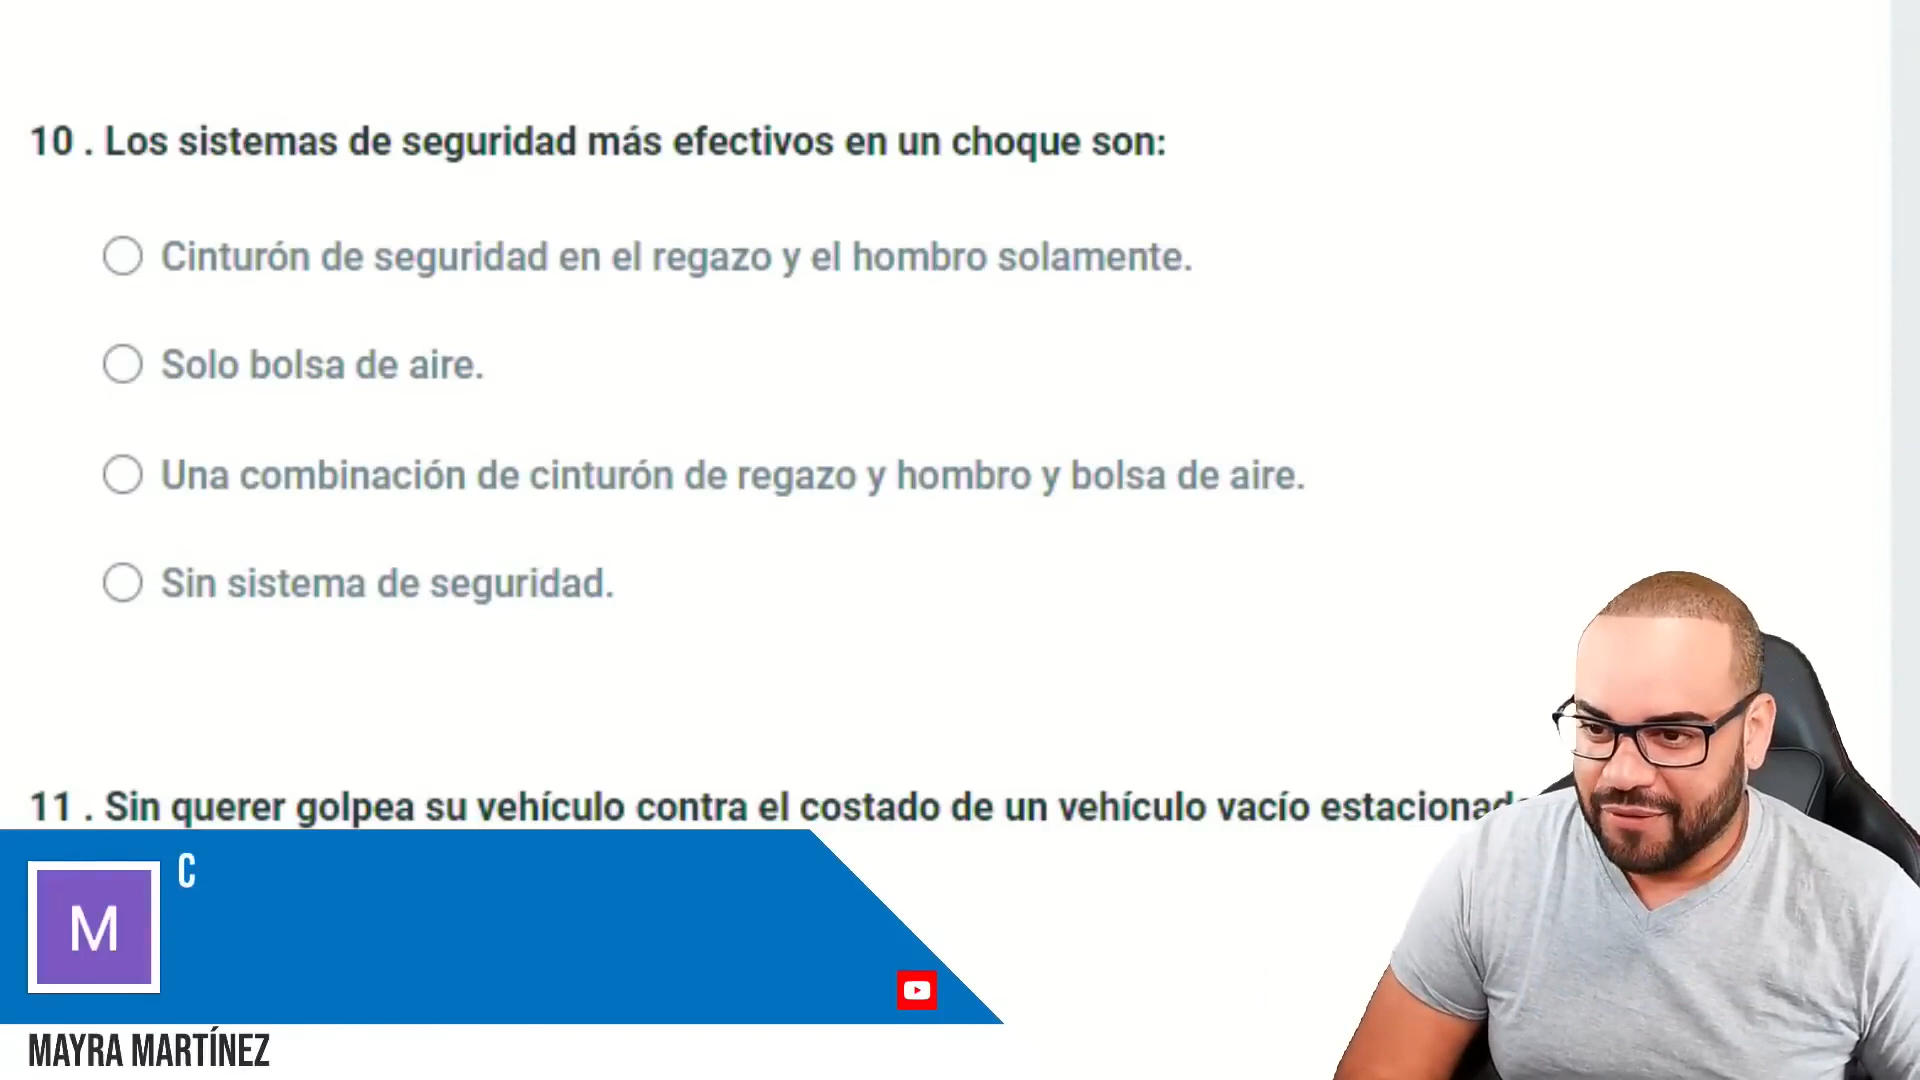 10 . Los sistemas de seguridad más efectivos en un choque son:
Cinturón de seguridad en el regazo y el hombro solamente.
Solo bolsa de aire.
Una combinación de cinturón de regazo y hombro y bolsa de aire.
Sin sistema de seguridad.
11 . Sin querer golpea su vehículo contra el costado de un vehículo vacío
C
M
MAYRA MARTÍNEZ